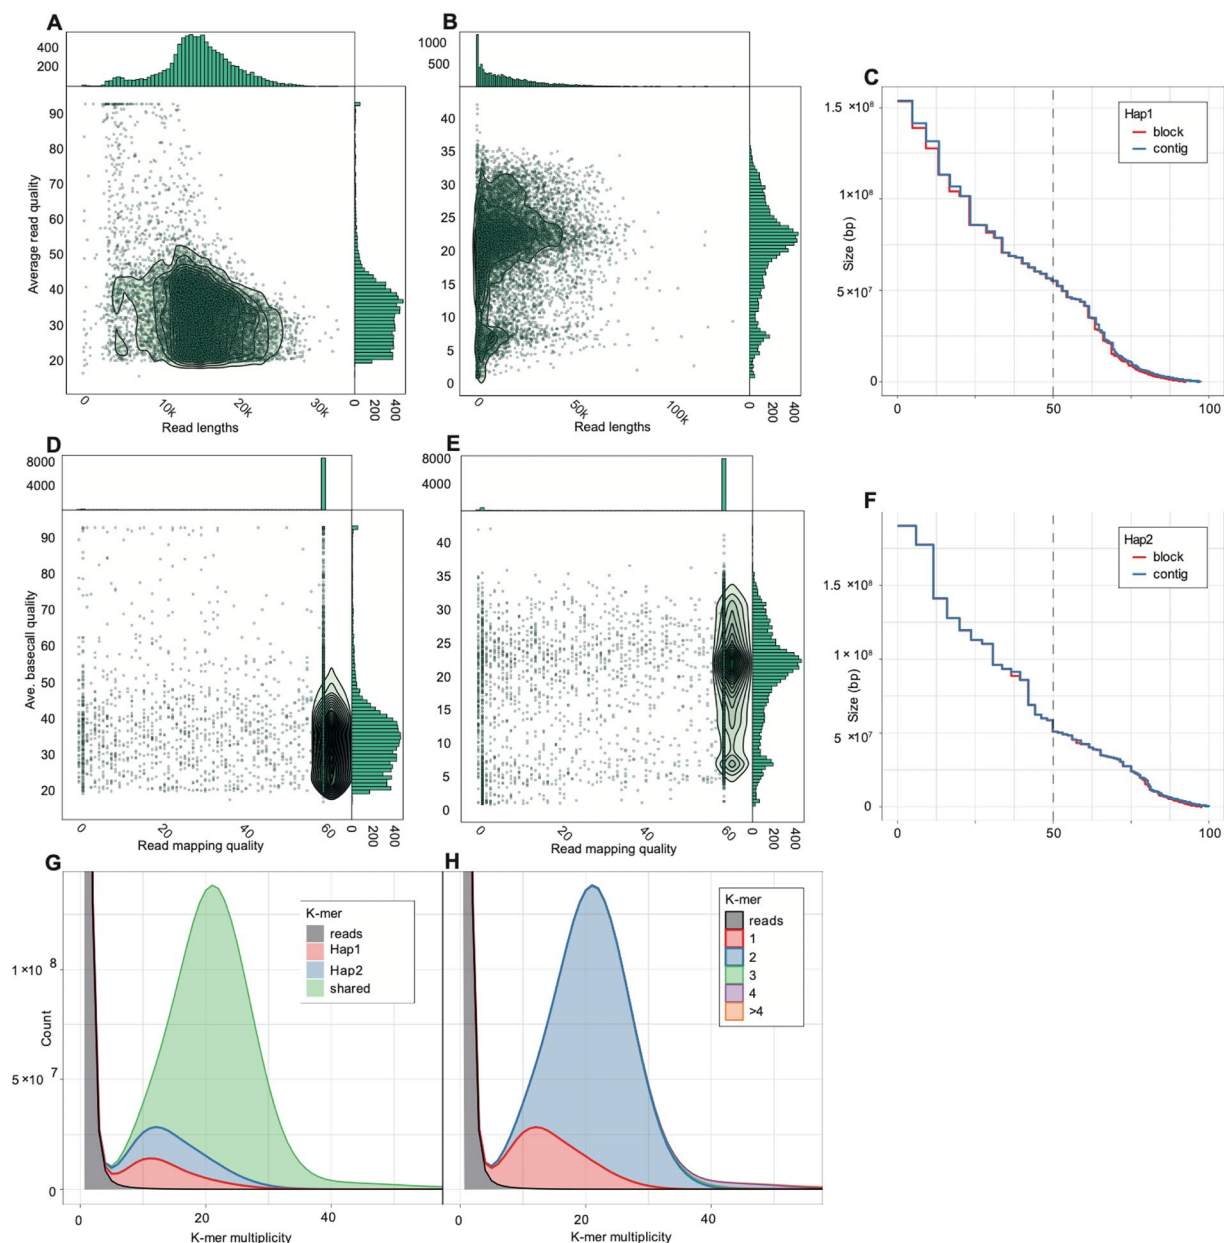 A
400
200
Average read quality
90
80
70
60
50
40
30
20
0
10k
20k
30k
Read lengths
0
200
400
B
1000
500
40
35
30
25
20
15
10
5
0
0
50k
100k
Read lengths
0
200
400
C
1.5 ×10⁸
1×10⁸
5×10⁷
0
Size (bp)
Hap1
block
contig
0
50
100
D
8000
4000
Ave. basecall quality
90
80
70
60
50
40
30
20
0
20
40
60
Read mapping quality
0
200
400
E
8000
4000
40
35
30
25
20
15
10
5
0
0
20
40
60
Read mapping quality
0
200
400
F
1.5 ×10⁸
1×10⁸
5 ×10⁷
0
Size (bp)
Hap2
block
contig
0
50
100
G
Count
1×10⁸
5×10⁷
0
K-mer
reads
Hap1
Hap2
shared
0
20
40
K-mer multiplicity
H
K-mer
reads
1
2
3
4
>4
0
20
40
K-mer multiplicity